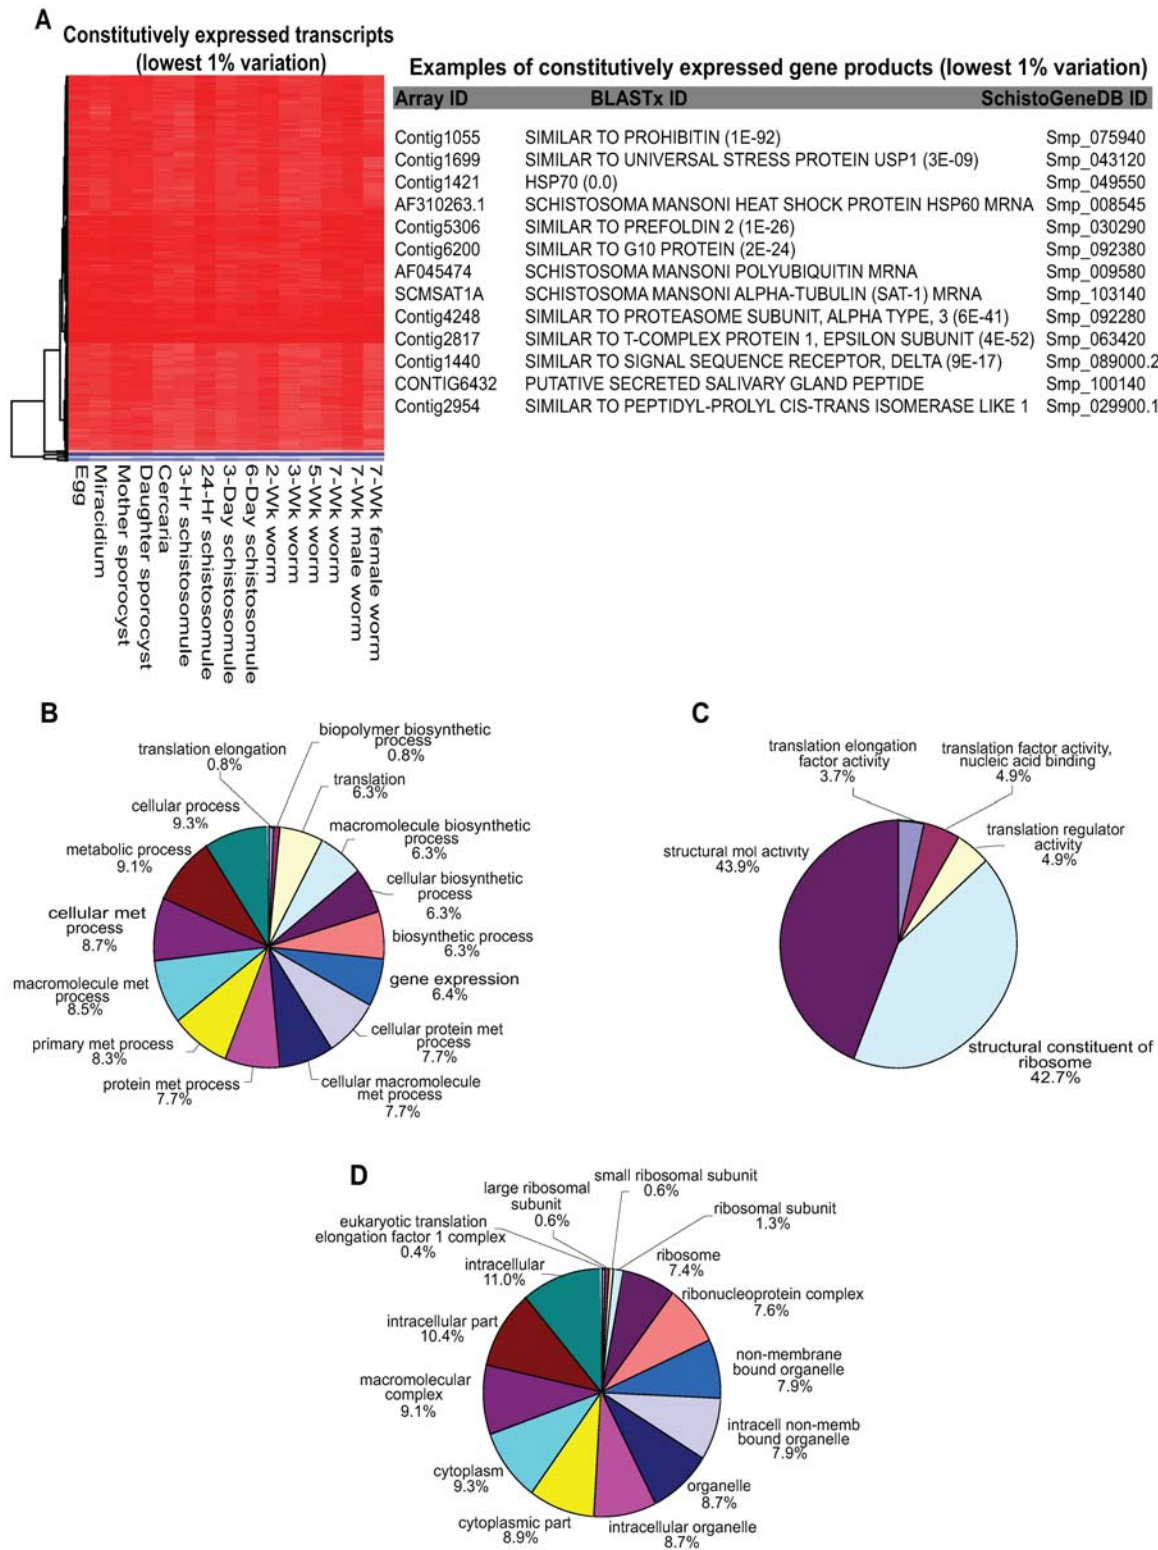 A
Constitutively expressed transcripts
(lowest 1% variation)
Examples of constitutively expressed gene products (lowest 1% variation)
Array ID BLASTx ID SchistoGeneDB ID
Contig1055 SIMILAR TO PROHIBITIN (1E-92) Smp_075940
Contig1699 SIMILAR TO UNIVERSAL STRESS PROTEIN USP1 (3E-09) Smp_043120
Contig1421 HSP70 (0.0) Smp_049550
AF310263.1 SCHISTOSOMA MANSONI HEAT SHOCK PROTEIN HSP60 MRNA Smp_008545
Contig5306 SIMILAR TO PREFOLDIN 2 (1E-26) Smp_030290
Contig6200 SIMILAR TO G10 PROTEIN (2E-24) Smp_092380
AF045474 SCHISTOSOMA MANSONI POLYUBIQUITIN MRNA Smp_009580
SCMSAT1A SCHISTOSOMA MANSONI ALPHA-TUBULIN (SAT-1) MRNA Smp_103140
Contig4248 SIMILAR TO PROTEASOME SUBUNIT, ALPHA TYPE, 3 (6E-41) Smp_092280
Contig2817 SIMILAR TO T-COMPLEX PROTEIN 1, EPSILON SUBUNIT (4E-52) Smp_063420
Contig1440 SIMILAR TO SIGNAL SEQUENCE RECEPTOR, DELTA (9E-17) Smp_089000.2
CONTIG6432 PUTATIVE SECRETED SALIVARY GLAND PEPTIDE Smp_100140
Contig2954 SIMILAR TO PEPTIDYL-PROLYL CIS-TRANS ISOMERASE LIKE 1 Smp_029900.1
Egg
Miracidium
Mother sporocyst
Daughter sporocyst
Cercaria
3-Hr schistosomule
24-Hr schistosomule
3-Day schistosomule
6-Day schistosomule
2-Wk worm
3-Wk worm
5-Wk worm
7-Wk worm
7-Wk male worm
7-Wk female worm
B
biopolymer biosynthetic
process
0.8%
translation elongation
0.8%
translation
6.3%
cellular process
9.3%
macromolecule biosynthetic
process
6.3%
metabolic process
9.1%
cellular biosynthetic
process
6.3%
cellular met
process
8.7%
biosynthetic process
6.3%
gene expression
6.4%
macromolecule met
process
8.5%
cellular protein met
process
7.7%
primary met process
8.3%
protein met process
7.7%
cellular macromolecule
met process
7.7%
C
translation elongation
factor activity
3.7%
translation factor activity,
nucleic acid binding
4.9%
translation regulator
activity
4.9%
structural mol activity
43.9%
structural constituent of
ribosome
42.7%
D
small ribosomal subunit
0.6%
large ribosomal
subunit
0.6%
ribosomal subunit
1.3%
eukaryotic translation
elongation factor 1 complex
0.4%
ribosome
7.4%
intracellular
11.0%
ribonucleoprotein complex
7.6%
intracellular part
10.4%
non-membrane
bound organelle
7.9%
macromolecular
complex
9.1%
intracell non-memb
bound organelle
7.9%
cytoplasm
9.3%
organelle
8.7%
cytoplasmic part
8.9%
intracellular organelle
8.7%